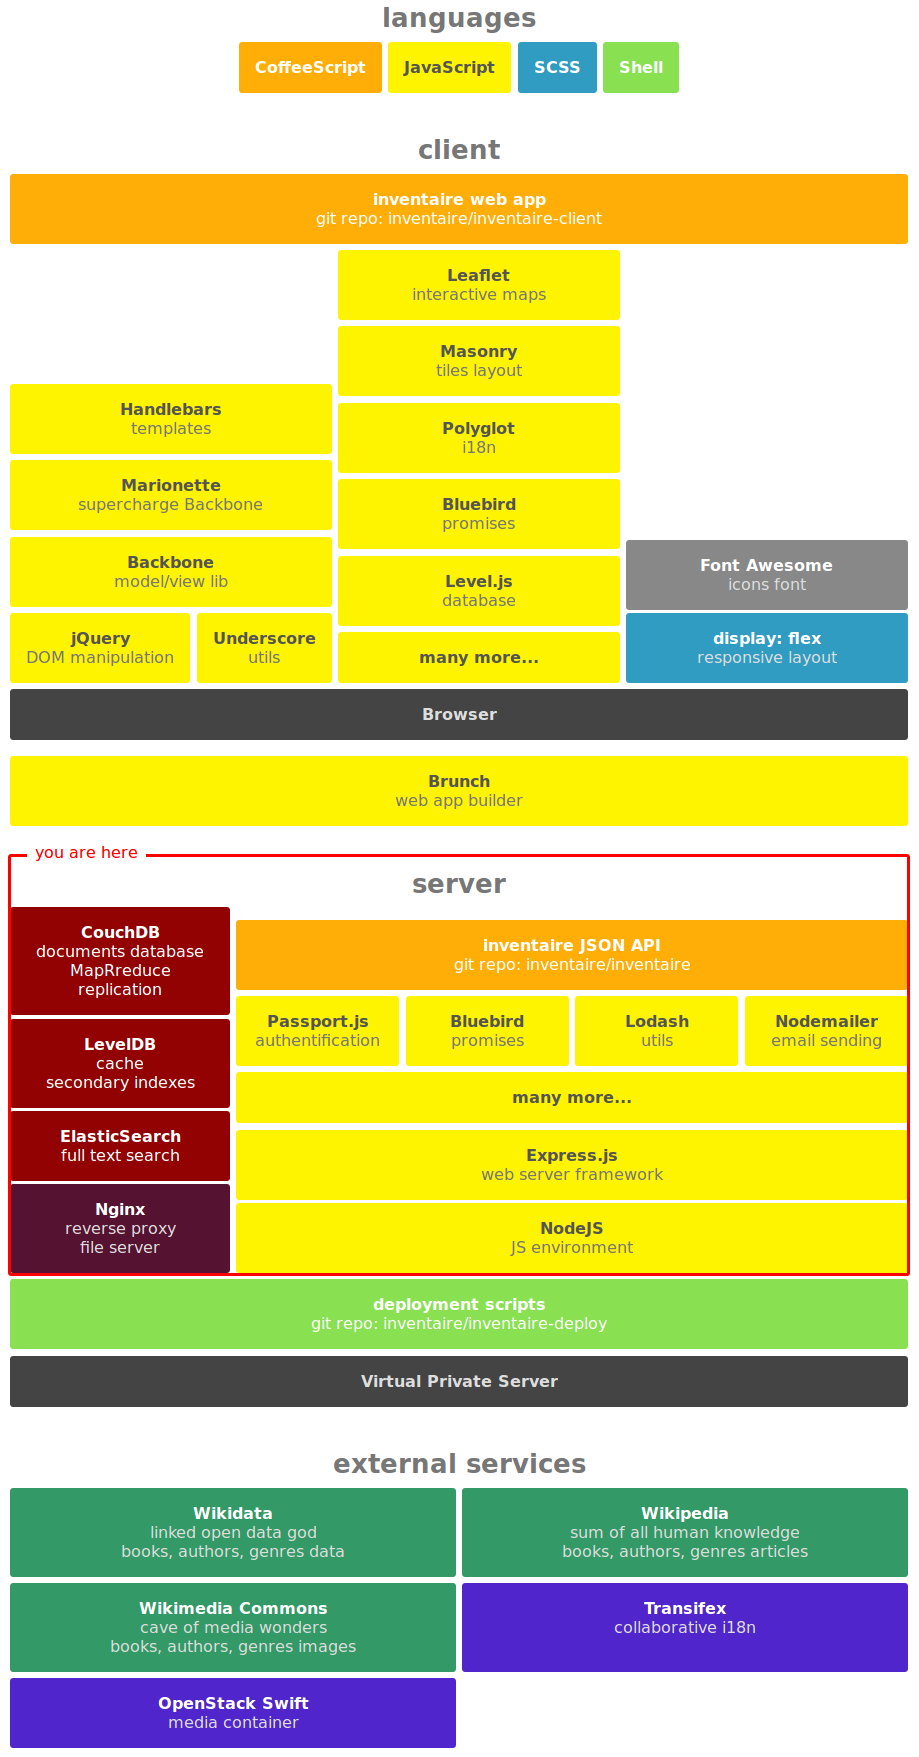 languages
CoffeeScript
JavaScript
SCSS
Shell
client
inventaire web app
git repo: inventaire/inventaire-client
Handlebars
templates
Marionette
supercharge Backbone
Backbone
model/view lib
jQuery
DOM manipulation
Underscore
utils
Leaflet
interactive maps
Masonry
tiles layout
Polyglot
i18n
Bluebird
promises
Level.js
database
many more...
Font Awesome
icons font
display: flex
responsive layout
Browser
Brunch
web app builder
you are here
server
CouchDB
documents database
MapRreduce
replication
LevelDB
cache
secondary indexes
ElasticSearch
full text search
Nginx
reverse proxy
file server
inventaire JSON API
git repo: inventaire/inventaire
Passport.js
authentification
Bluebird
promises
Lodash
utils
Nodemailer
email sending
many more...
Express.js
web server framework
NodeJS
JS environment
deployment scripts
git repo: inventaire/inventaire-deploy
Virtual Private Server
external services
Wikidata
linked open data god
books, authors, genres data
Wikipedia
sum of all human knowledge
books, authors, genres articles
Wikimedia Commons
cave of media wonders
books, authors, genres images
Transifex
collaborative i18n
OpenStack Swift
media container